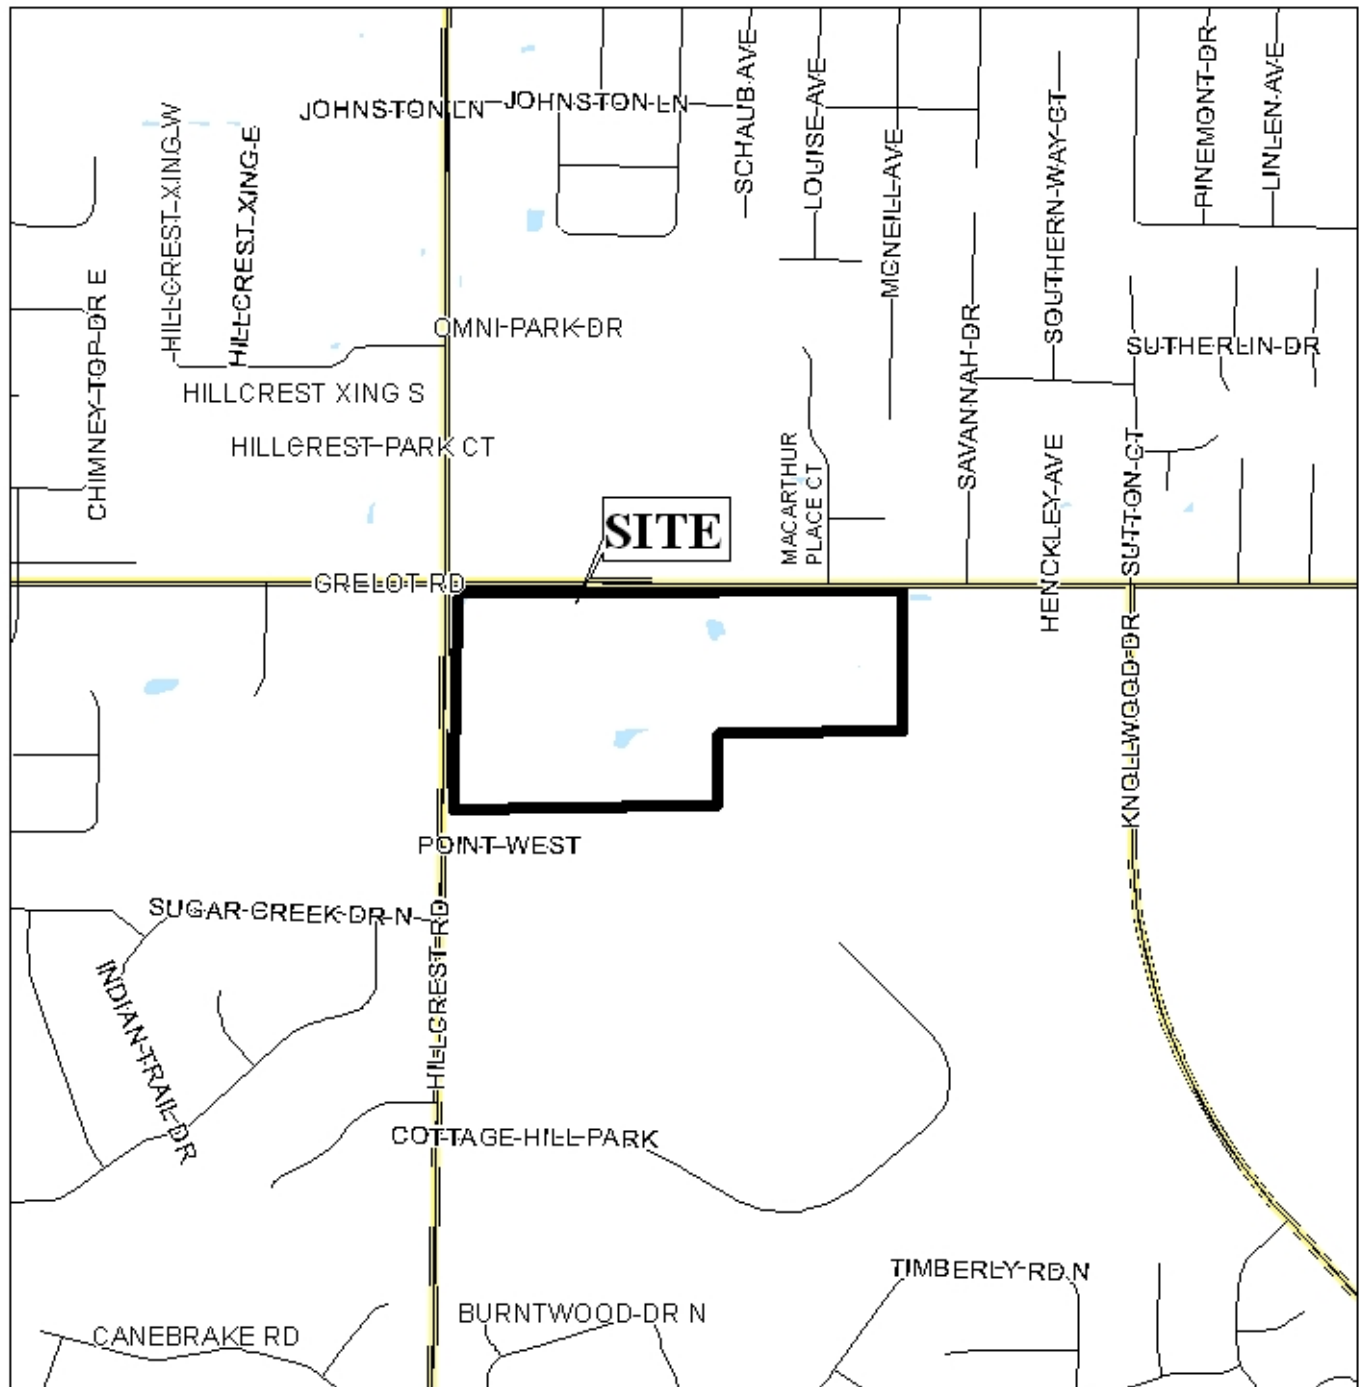 JOHNSTON LN
JOHNSTON LN
SCHAUB AVE
LOUISE AVE
MCNEILL AVE
SOUTHERN WAY CT
PINEMONT DR
LINLEN AVE
HILLCREST XING W
HILLCREST XING E
CHIMNEY TOP DR E
OMNI PARK DR
SAVANNAH DR
SUTHERLIN DR
HILLCREST XING S
HILLCREST PARK CT
MACARTHUR
PLACE CT
HENCKLEY AVE
SUTTON CT
SITE
GRELOT RD
KNOLLWOOD DR
POINT WEST
SUGAR CREEK DR N
HILLCREST RD
INDIAN TRAIL DR
COTTAGE HILL PARK
TIMBERLY RD N
BURNTWOOD DR N
CANEBRAKE RD